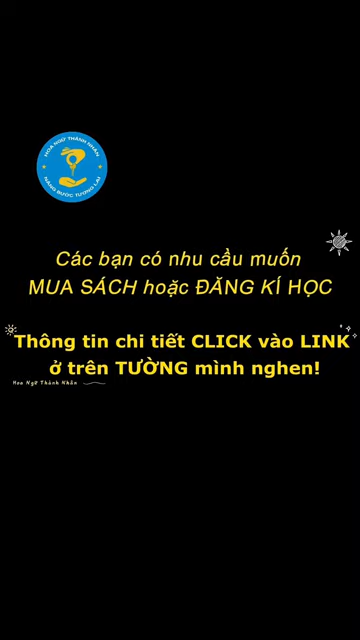 HOA NGỮ THÀNH NHÂN
NÂNG BƯỚC TƯƠNG LAI
Các bạn có nhu cầu muốn
MUA SÁCH hoặc ĐĂNG KÍ HỌC
Thông tin chi tiết CLICK vào LINK
ở trên TƯỜNG mình nghen!
Hoa Ngữ Thành Nhân